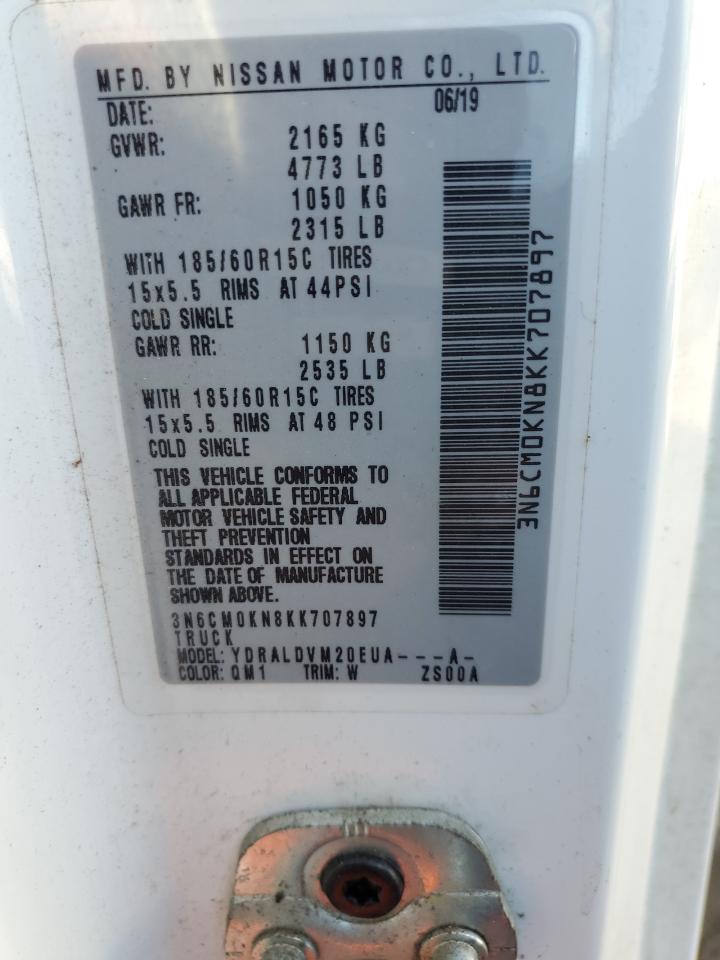 MFD. BY NISSAN MOTOR CO., LTD.
DATE: 06/19
GVWR: 2165 KG
4773 LB
GAWR FR: 1050 KG
2315 LB
WITH 185/60R15C TIRES
15x5.5 RIMS AT 44PSI
COLD SINGLE
GAWR RR: 1150 KG
2535 LB
WITH 185/60R15C TIRES
15x5.5 RIMS AT 48 PSI
COLD SINGLE
THIS VEHICLE CONFORMS TO
ALL APPLICABLE FEDERAL
MOTOR VEHICLE SAFETY AND
THEFT PREVENTION
STANDARDS IN EFFECT ON
THE DATE OF MANUFACTURE
SHOWN ABOVE.
3N6CM0KN8KK707897
TRUCK
MODEL: YDRALDVM20EUA---A-
COLOR: QM1 TRIM: W ZS00A
3N6CM0KN8KK707897